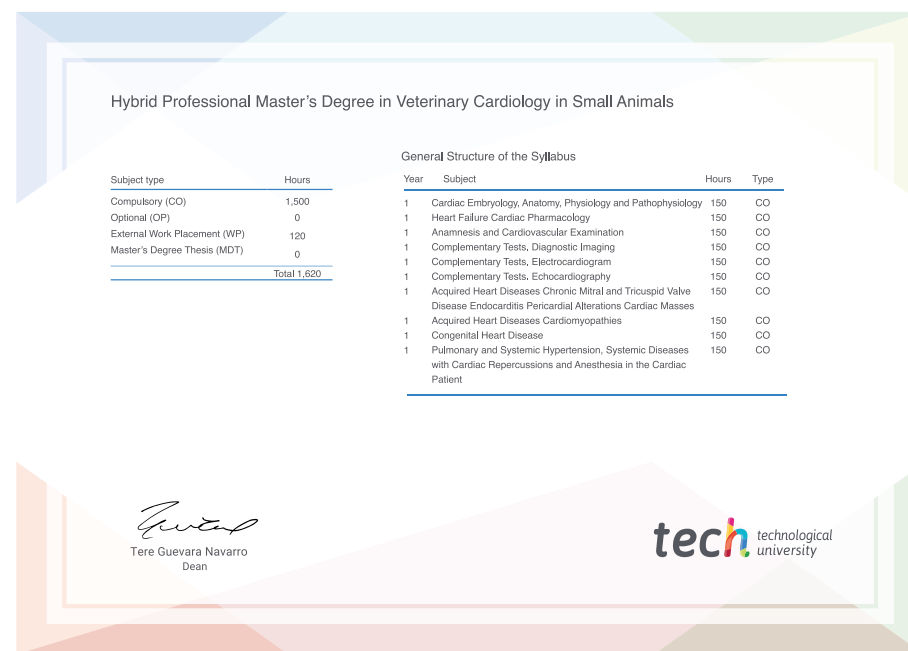 Hybrid Professional Master's Degree in Veterinary Cardiology in Small Animals
General Structure of the Syllabus
Subject type Hours
Compulsory (CO) 1,500
Optional (OP) 0
External Work Placement (WP) 120
Master's Degree Thesis (MDT) 0
Total 1,620
Year Subject Hours Type
1 Cardiac Embryology, Anatomy, Physiology and Pathophysiology 150 CO
1 Heart Failure Cardiac Pharmacology 150 CO
1 Anamnesis and Cardiovascular Examination 150 CO
1 Complementary Tests, Diagnostic Imaging 150 CO
1 Complementary Tests, Electrocardiogram 150 CO
1 Complementary Tests. Echocardiography 150 CO
1 Acquired Heart Diseases Chronic Mitral and Tricuspid Valve 150 CO
Disease Endocarditis Pericardial Alterations Cardiac Masses
1 Acquired Heart Diseases Cardiomyopathies 150 CO
1 Congenital Heart Disease 150 CO
1 Pulmonary and Systemic Hypertension, Systemic Diseases 150 CO
with Cardiac Repercussions and Anesthesia in the Cardiac
Patient
Tere Guevara Navarro
Dean
tech technological
university